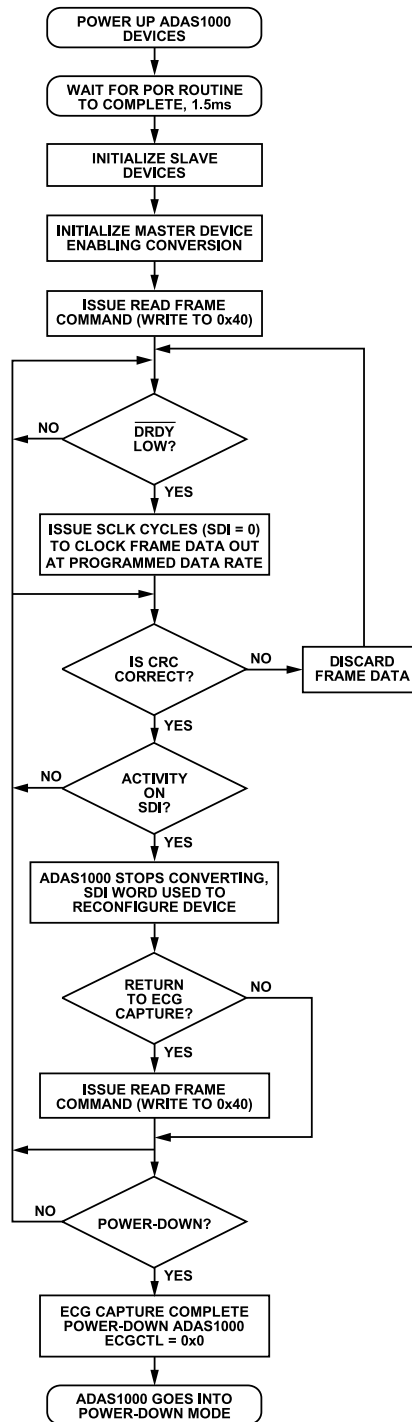 POWER UP ADAS1000
DEVICES
WAIT FOR POR ROUTINE
TO COMPLETE, 1.5ms
INITIALIZE SLAVE
DEVICES
INITIALIZE MASTER DEVICE
ENABLING CONVERSION
ISSUE READ FRAME
COMMAND (WRITE TO 0x40)
NO
DRDY
LOW?
YES
ISSUE SCLK CYCLES (SDI = 0)
TO CLOCK FRAME DATA OUT
AT PROGRAMMED DATA RATE
IS CRC
CORRECT?
NO
DISCARD
FRAME DATA
YES
NO
ACTIVITY
ON
SDI?
YES
ADAS1000 STOPS CONVERTING,
SDI WORD USED TO
RECONFIGURE DEVICE
RETURN
TO ECG
CAPTURE?
NO
YES
ISSUE READ FRAME
COMMAND (WRITE TO 0x40)
NO
POWER-DOWN?
YES
ECG CAPTURE COMPLETE
POWER-DOWN ADAS1000
ECGCTL = 0x0
ADAS1000 GOES INTO
POWER-DOWN MODE